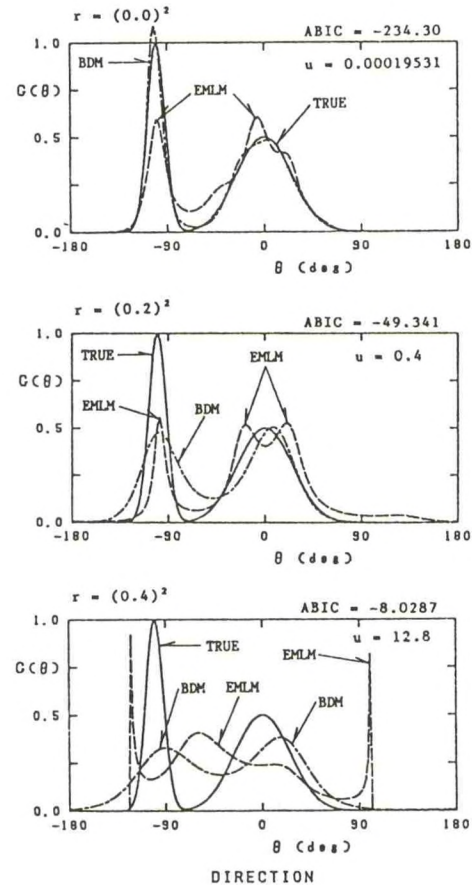 r = (0.0)² ABIC = -234.30
1.0 BDM u = 0.00019531
G(θ) EMLM TRUE
0.5
0.0
-180 -90 0 90 180
θ (deg)
r = (0.2)² ABIC = -49.341
1.0 TRUE EMLM u = 0.4
G(θ)
EMLM BDM
0.5
0.0
-180 -90 0 90 180
θ (deg)
r = (0.4)² ABIC = -8.0287
1.0 u = 12.8
TRUE EMLM
G(θ) BDM EMLM BDM
0.5
0.0
-180 -90 0 90 180
θ (deg)
DIRECTION